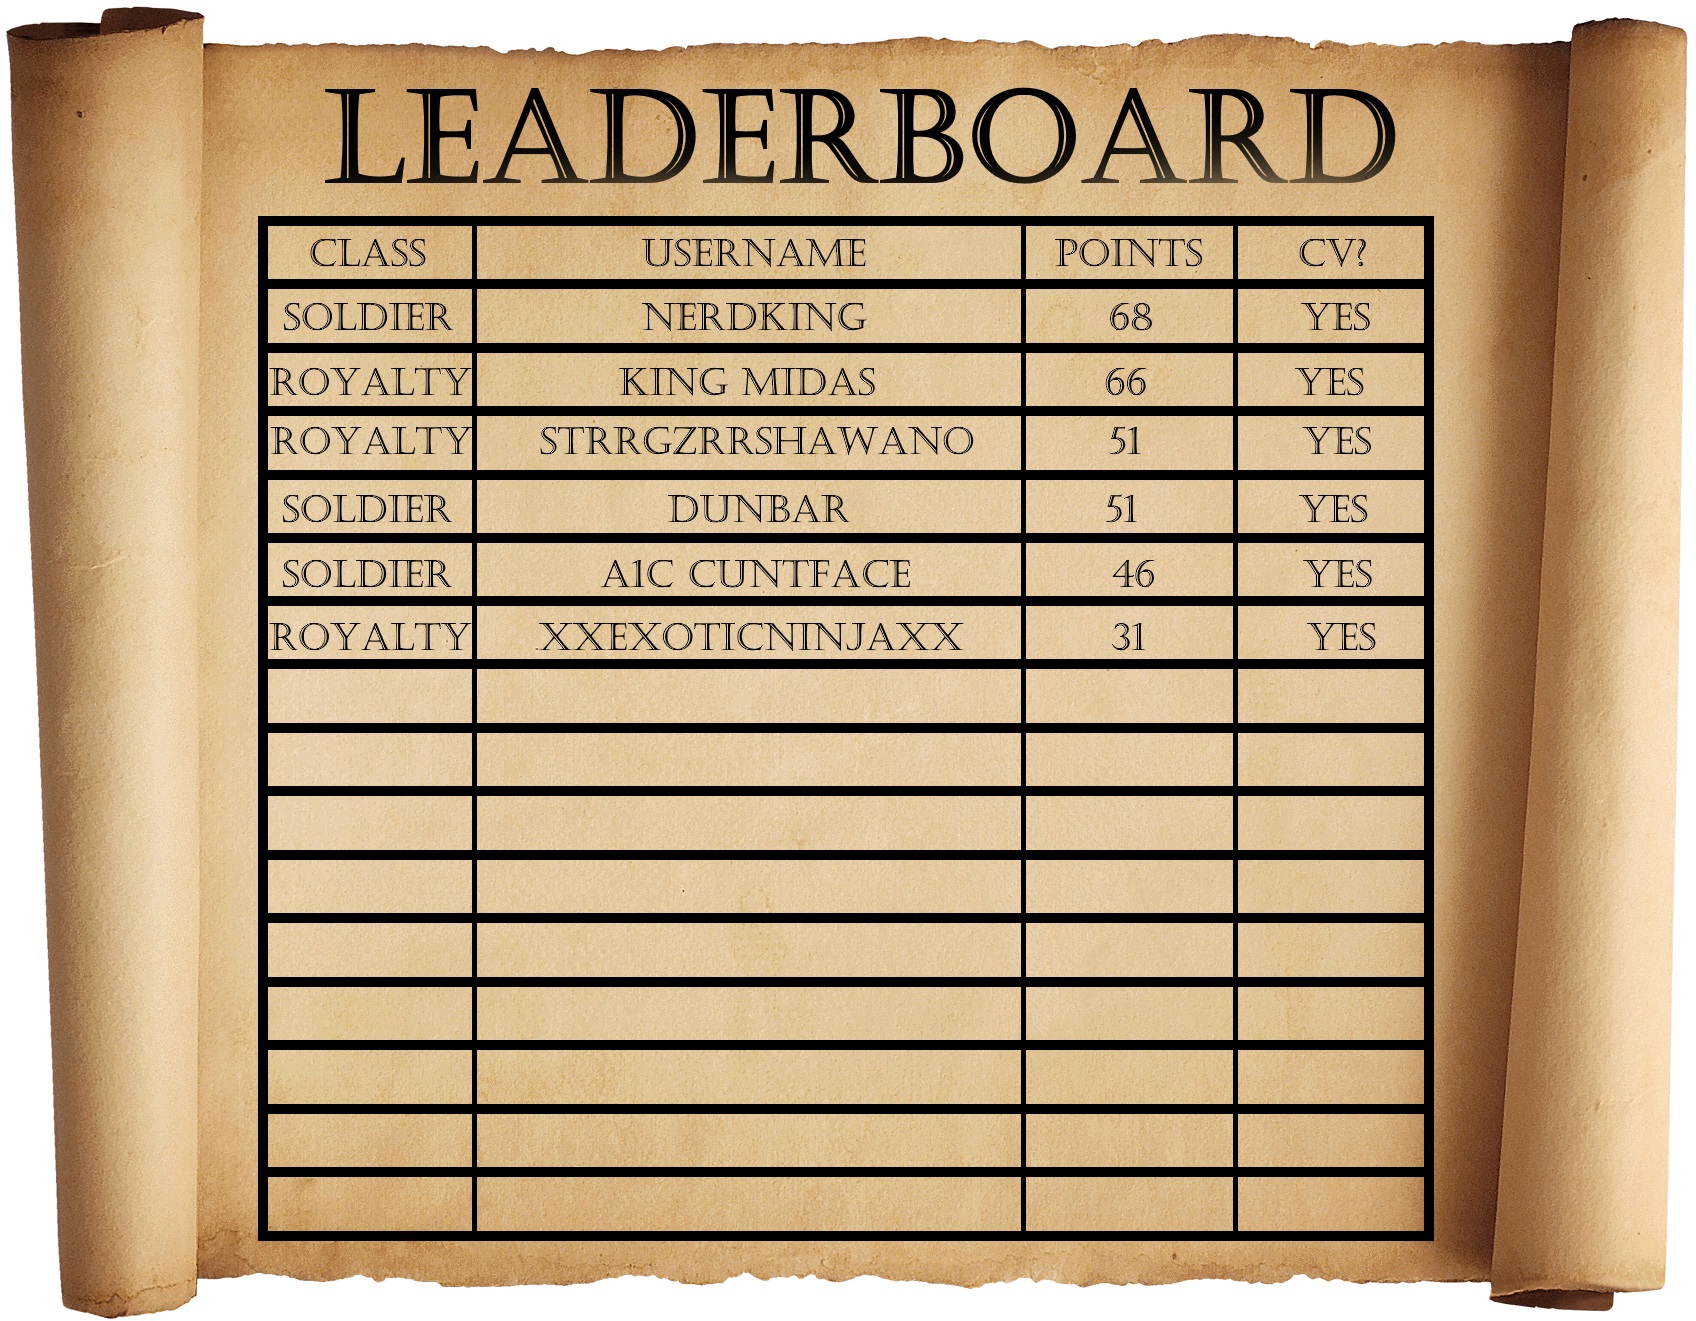 LEADERBOARD
CLASS USERNAME POINTS CV?
SOLDIER NERDKING 68 YES
ROYALTY KING MIDAS 66 YES
ROYALTY STRRGZRRSHAWANO 51 YES
SOLDIER DUNBAR 51 YES
SOLDIER A1C CUNTFACE 46 YES
ROYALTY XXEXOTICNINJAXX 31 YES